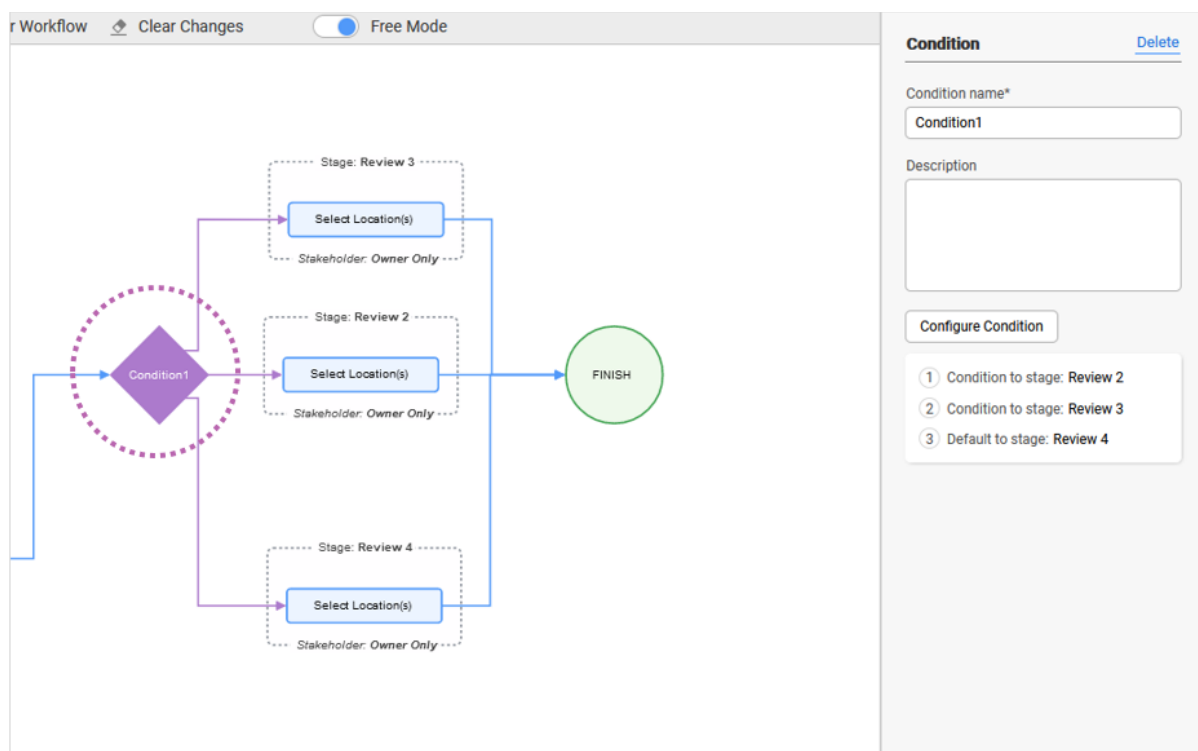 r Workflow
Clear Changes
Free Mode
Stage: Review 3
Select Location(s)
Stakeholder: Owner Only
Stage: Review 2
Select Location(s)
Stakeholder: Owner Only
Condition1
FINISH
Stage: Review 4
Select Location(s)
Stakeholder: Owner Only
Condition
Delete
Condition name*
Condition1
Description
Configure Condition
1 Condition to stage: Review 2
2 Condition to stage: Review 3
3 Default to stage: Review 4